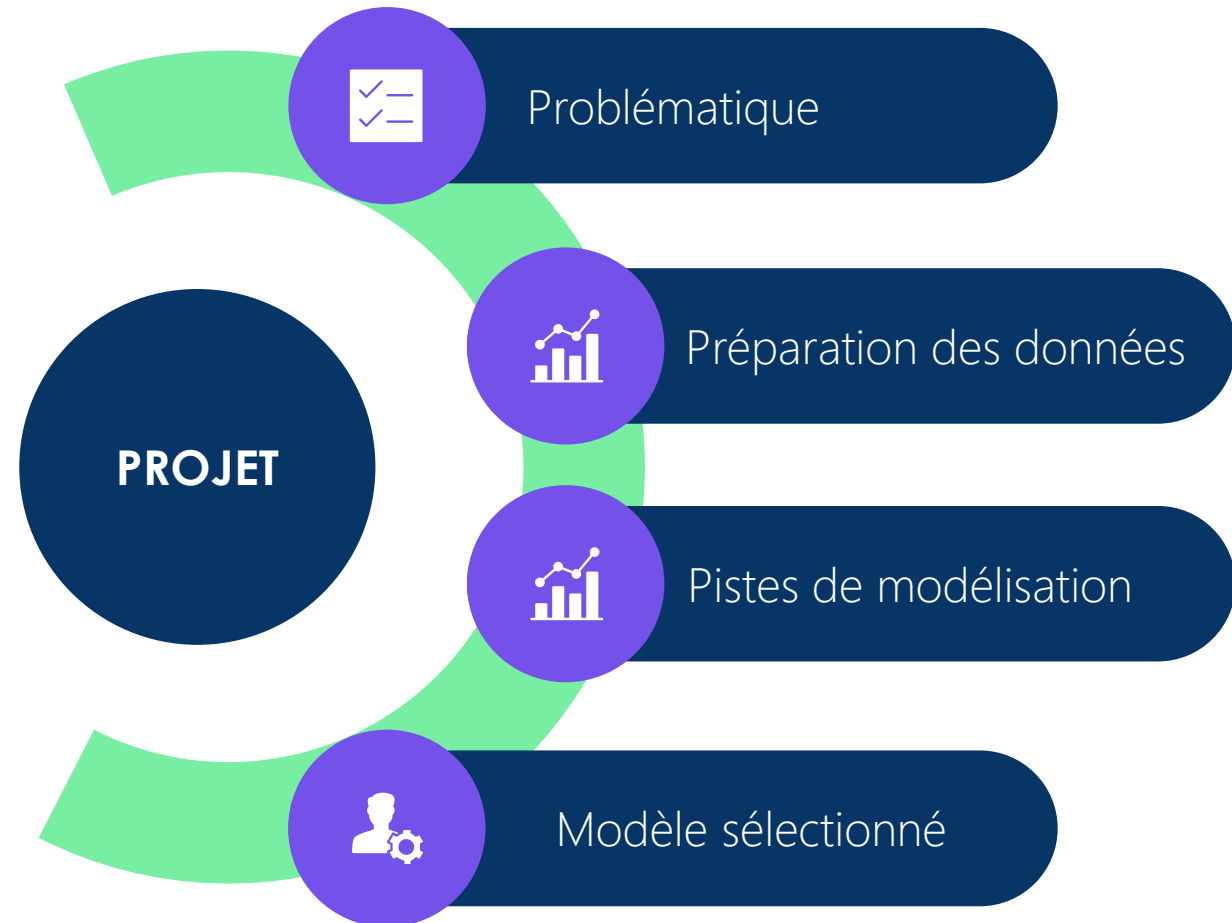 Problématique
Préparation des données
PROJET
Pistes de modélisation
Modèle sélectionné